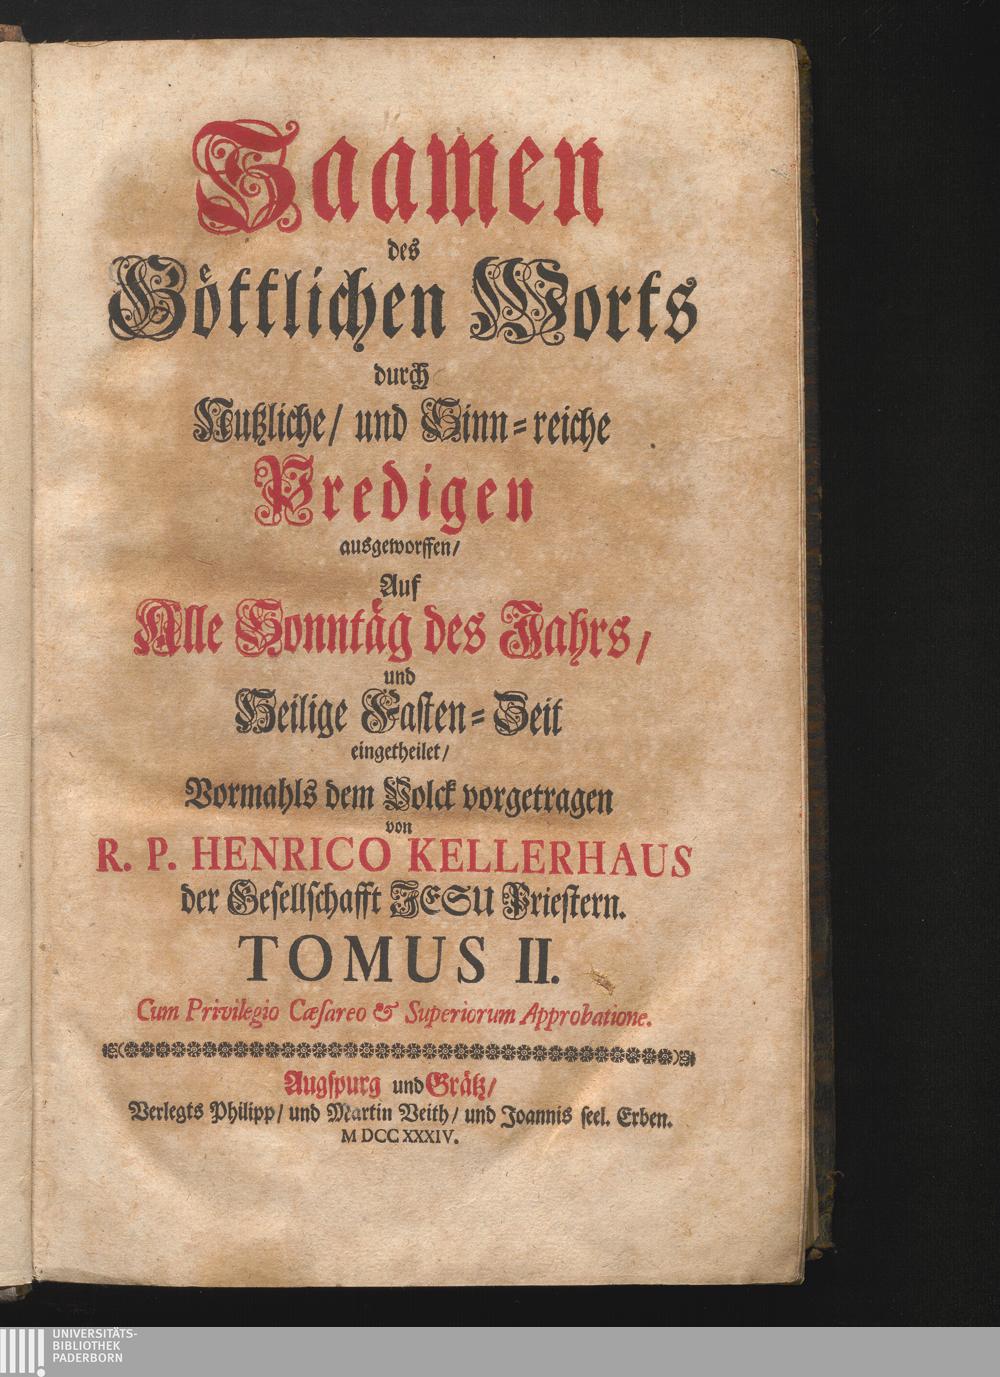 Saamen
des
Göttlichen Worts
durch
Nutzliche/ und Sinn=reiche
Predigen
ausgeworffen/
Auf
Alle Sonntäg des Jahrs/
und
Heilige Fasten=Zeit
eingetheilet/
Vormahls dem Volck vorgetragen
von
R. P. HENRICO KELLERHAUS
der Gesellschafft JESU Priestern.
TOMUS II.
Cum Privilegio Cæsareo & Superiorum Approbatione.
Augspurg und Grätz/
Verlegts Philipp/ und Martin Veith/ und Joannis seel. Erben.
M DCC XXXIV.
UNIVERSITÄTS-
BIBLIOTHEK
PADERBORN